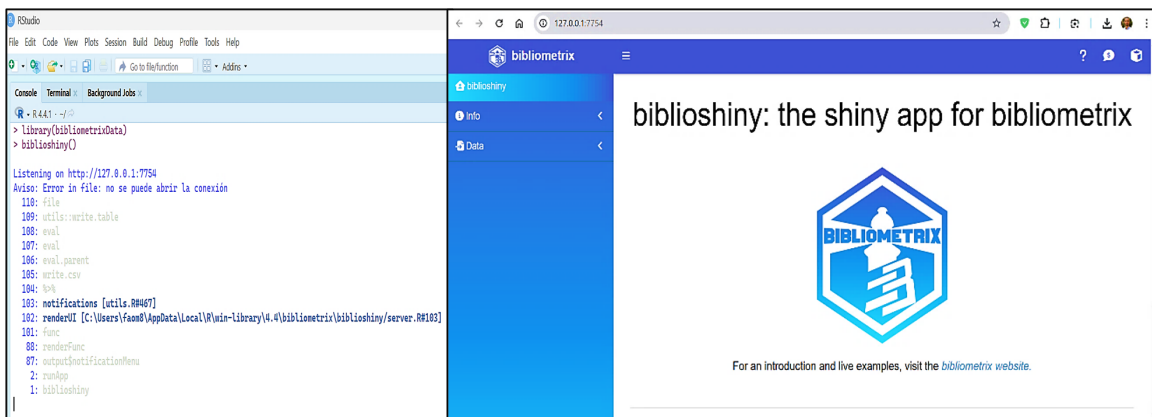 RStudio
File Edit Code View Plots Session Build Debug Profile Tools Help
Go to file/function Addins
Console Terminal × Background Jobs ×
R 4.4.1 · ~/
> library(bibliometrixData)
> biblioshiny()
Listening on http://127.0.0.1:7754
Aviso: Error in file: no se puede abrir la conexión
110: file
109: utils::write.table
108: eval
107: eval
106: eval.parent
105: write.csv
104: %>%
103: notifications [utils.R#467]
102: renderUI [C:\Users\faom8\AppData\Local\R\win-library\4.4\bibliometrix\biblioshiny/server.R#103]
101: func
88: renderFunc
87: output$notificationMenu
2: runApp
1: biblioshiny
127.0.0.1:7754
bibliometrix
biblioshiny
Info
Data
biblioshiny: the shiny app for bibliometrix
BIBLIOMETRIX
For an introduction and live examples, visit the bibliometrix website.